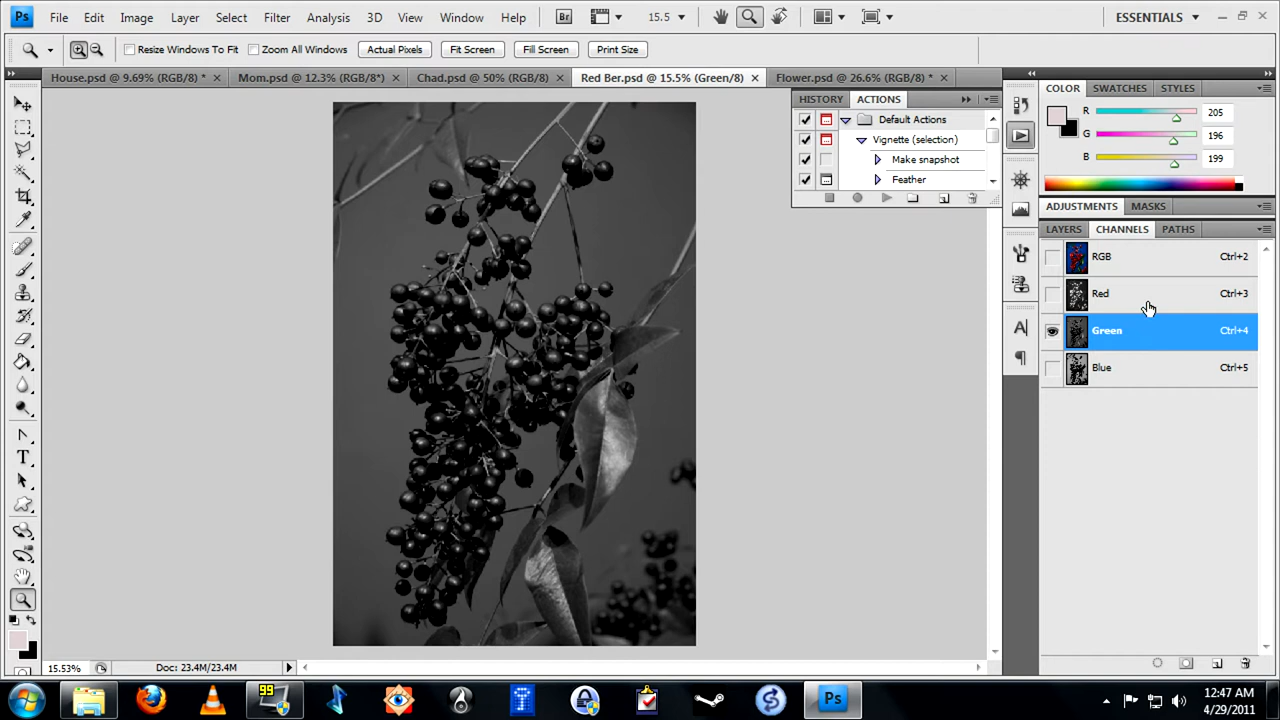 Ps File Edit Image Layer Select Filter Analysis 3D View Window Help Br 15.5 ESSENTIALS
Resize Windows To Fit Zoom All Windows Actual Pixels Fit Screen Fill Screen Print Size
House.psd @ 9.69% (RGB/8) * Mom.psd @ 12.3% (RGB/8*) Chad.psd @ 50% (RGB/8) Red Ber.psd @ 15.5% (Green/8) Flower.psd @ 26.6% (RGB/8) *
HISTORY ACTIONS
Default Actions
Vignette (selection)
Make snapshot
Feather
COLOR SWATCHES STYLES
R 205
G 196
B 199
ADJUSTMENTS MASKS
LAYERS CHANNELS PATHS
RGB Ctrl+2
Red Ctrl+3
Green Ctrl+4
Blue Ctrl+5
T
A
15.53% Doc: 23.4M/23.4M
99
Ps
12:47 AM
4/29/2011